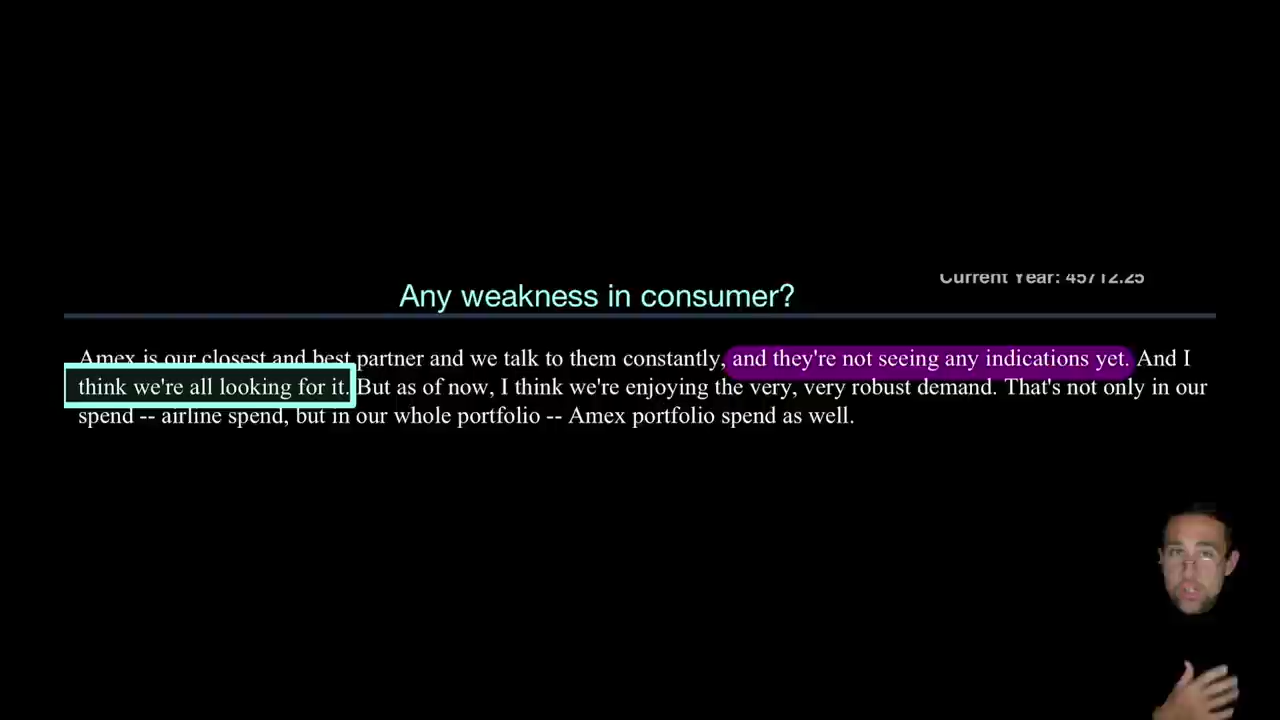 Current Year: 45712.25
Any weakness in consumer?
Amex is our closest and best partner and we talk to them constantly, and they're not seeing any indications yet. And I
think we're all looking for it. But as of now, I think we're enjoying the very, very robust demand. That's not only in our
spend -- airline spend, but in our whole portfolio -- Amex portfolio spend as well.